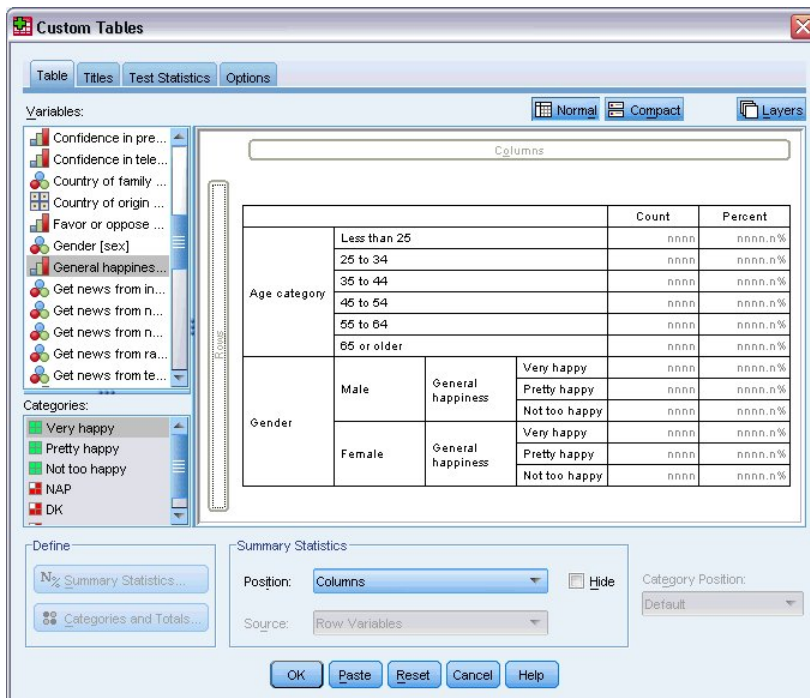 Custom Tables
Table Titles Test Statistics Options
Variables:
Normal Compact Layers
Confidence in pre...
Confidence in tele...
Country of family ...
Country of origin ...
Favor or oppose ...
Gender [sex]
General happines...
Get news from in...
Get news from n...
Get news from n...
Get news from ra...
Get news from te...
Categories:
Very happy
Pretty happy
Not too happy
NAP
DK
Columns
Rows
Count Percent
Age category Less than 25 nnnn nnnn.n%
25 to 34 nnnn nnnn.n%
35 to 44 nnnn nnnn.n%
45 to 54 nnnn nnnn.n%
55 to 64 nnnn nnnn.n%
65 or older nnnn nnnn.n%
Gender Male General happiness Very happy nnnn nnnn.n%
Pretty happy nnnn nnnn.n%
Not too happy nnnn nnnn.n%
Female General happiness Very happy nnnn nnnn.n%
Pretty happy nnnn nnnn.n%
Not too happy nnnn nnnn.n%
Define
N% Summary Statistics...
Categories and Totals...
Summary Statistics
Position: Columns Hide
Source: Row Variables
Category Position:
Default
OK Paste Reset Cancel Help